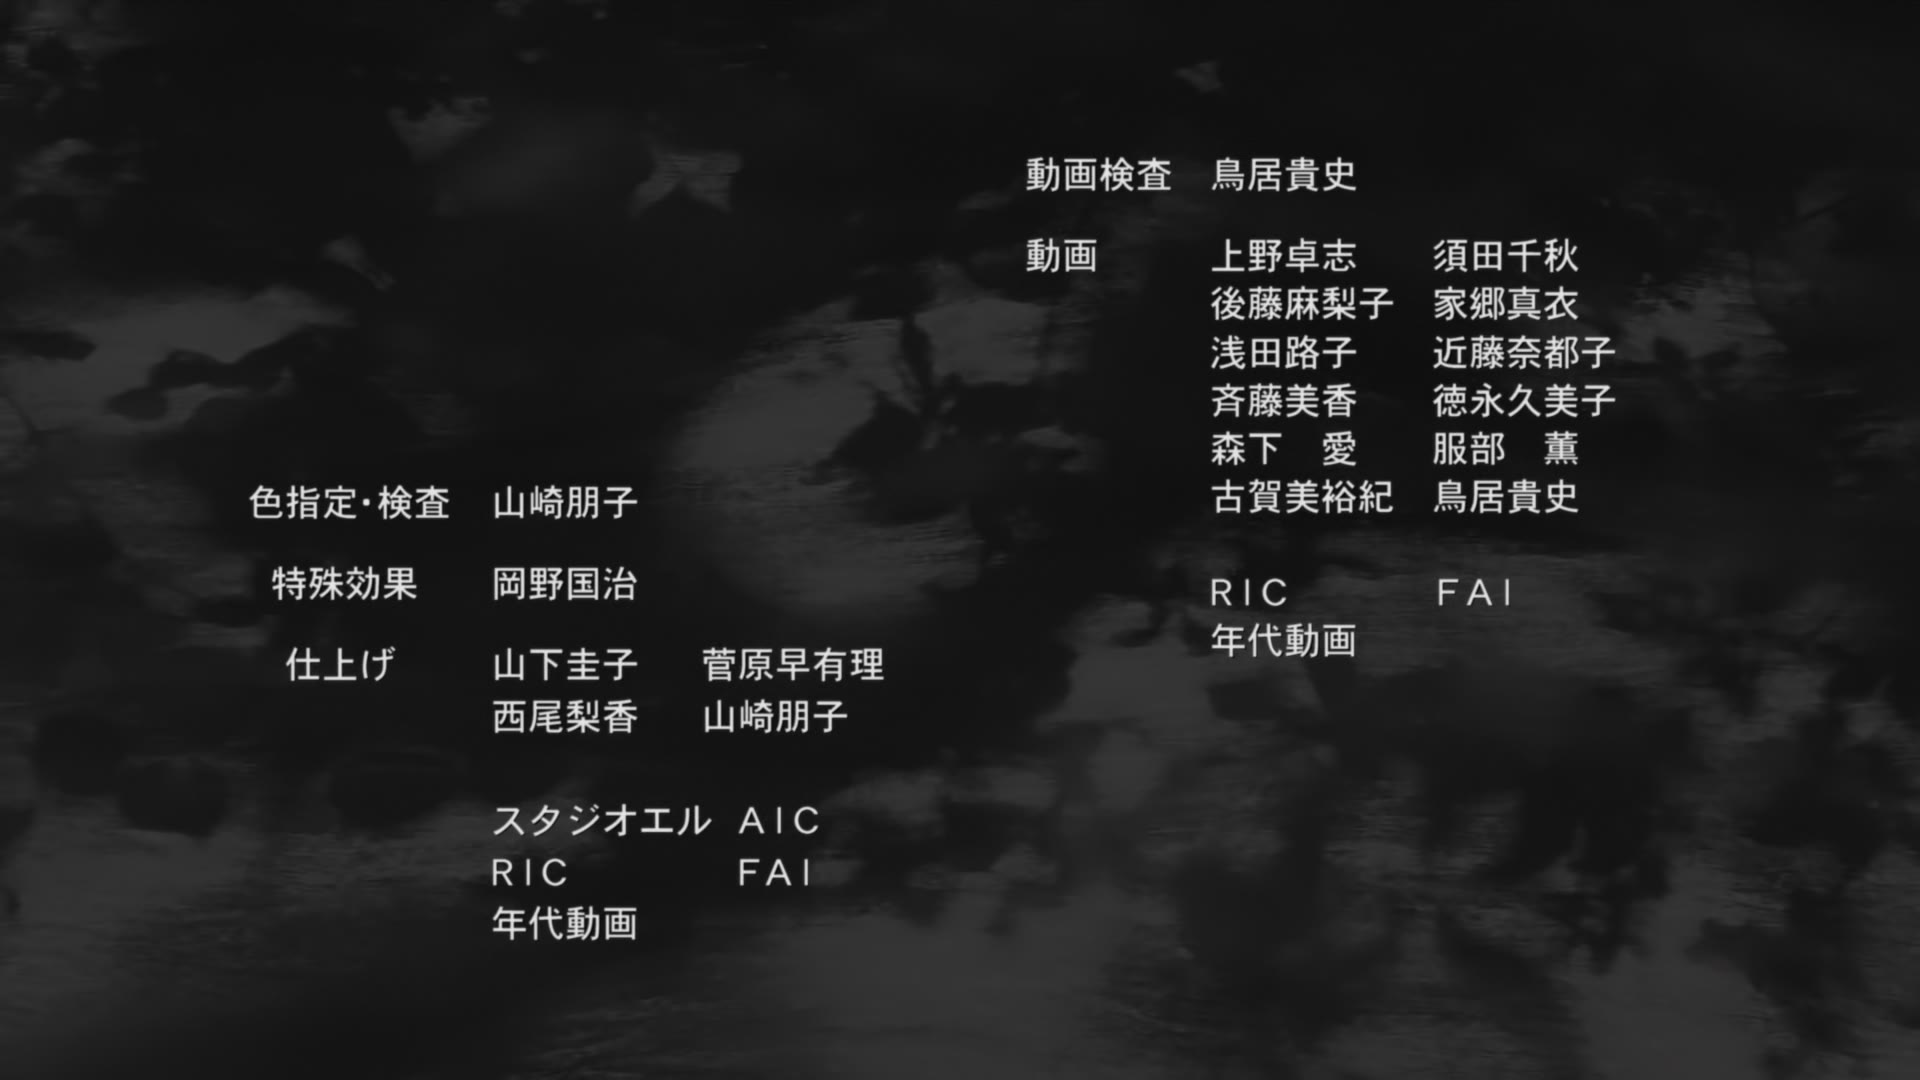 動画検査 鳥居貴史
動画 上野卓志 須田千秋
後藤麻梨子 家郷真衣
浅田路子 近藤奈都子
斉藤美香 徳永久美子
森下 愛 服部 薫
古賀美裕紀 鳥居貴史
RIC FAI
年代動画
色指定・検査 山崎朋子
特殊効果 岡野国治
仕上げ 山下圭子 菅原早有理
西尾梨香 山崎朋子
スタジオエル AIC
RIC FAI
年代動画